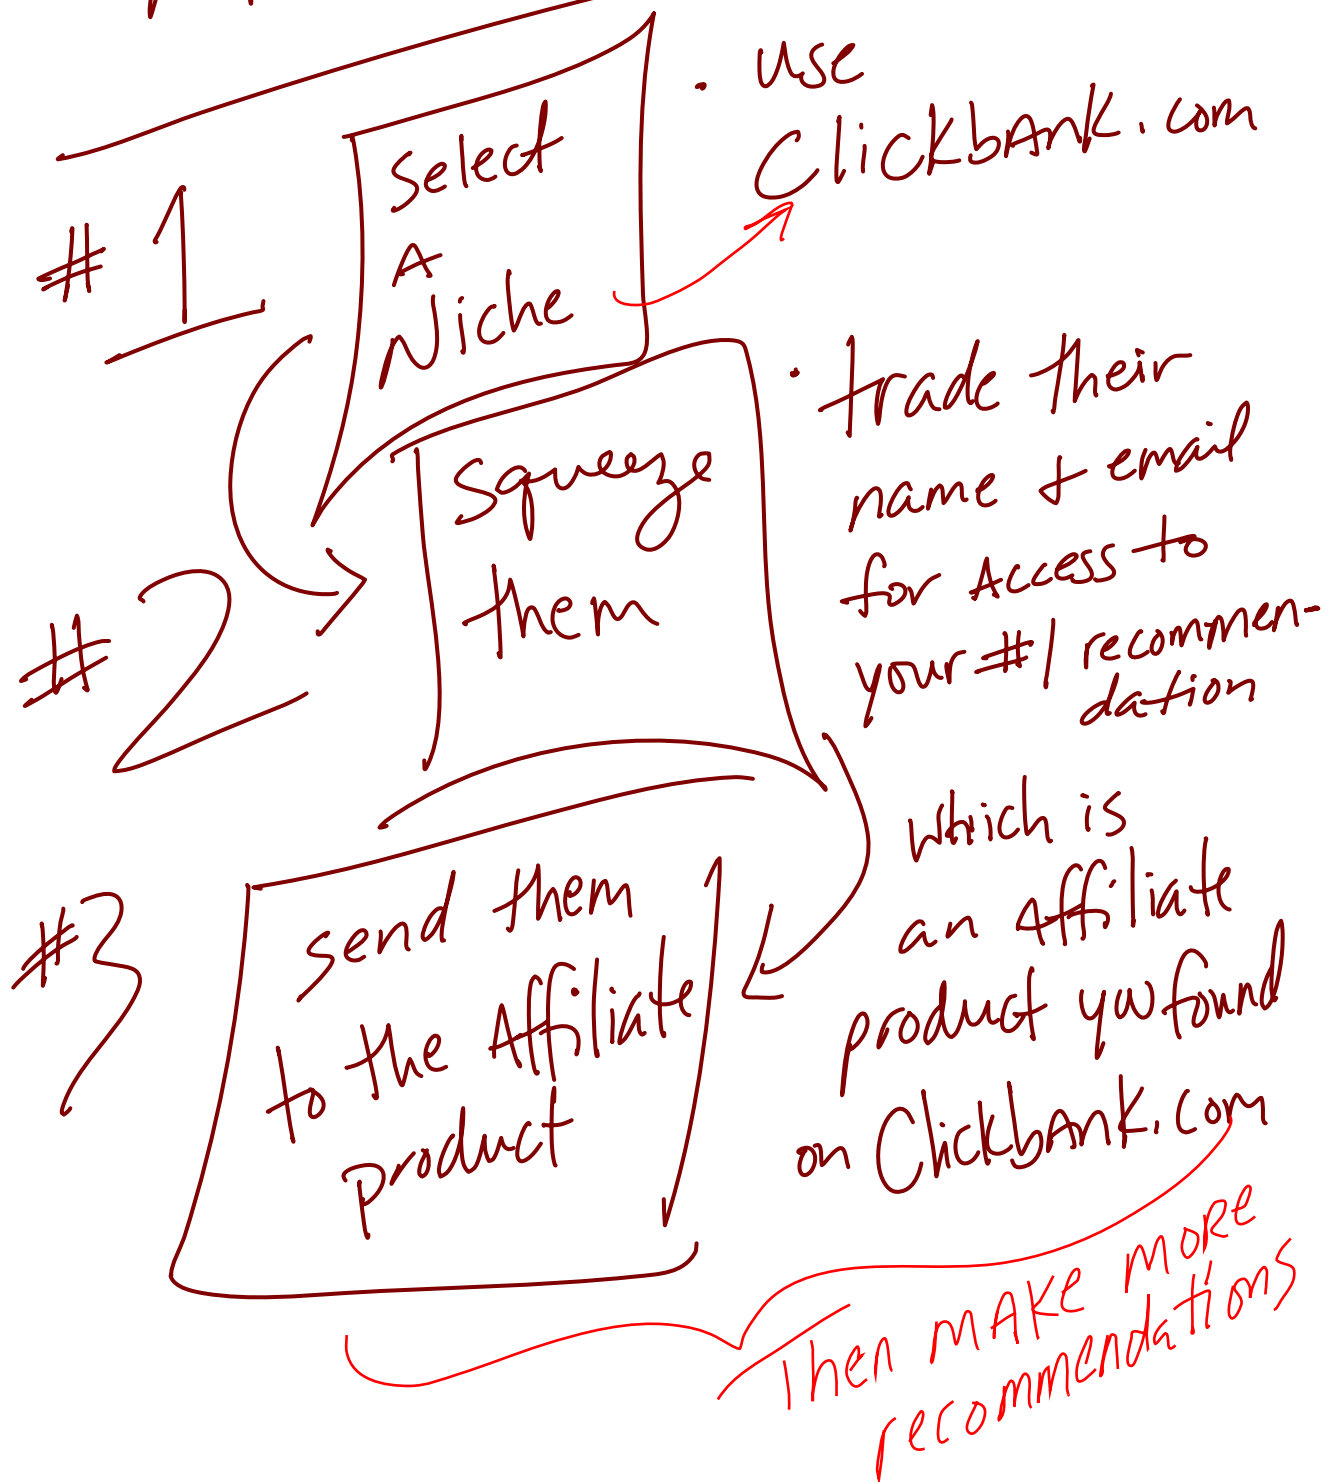 #1
Select
A
Niche
• use
Clickbank.com
#2
Squeeze
them
• trade their
name + email
for Access to
your #1 recommen-
dation
#3
send them
to the Affiliate
product
which is
an Affiliate
product you found
on Clickbank.com
Then make more
recommendations